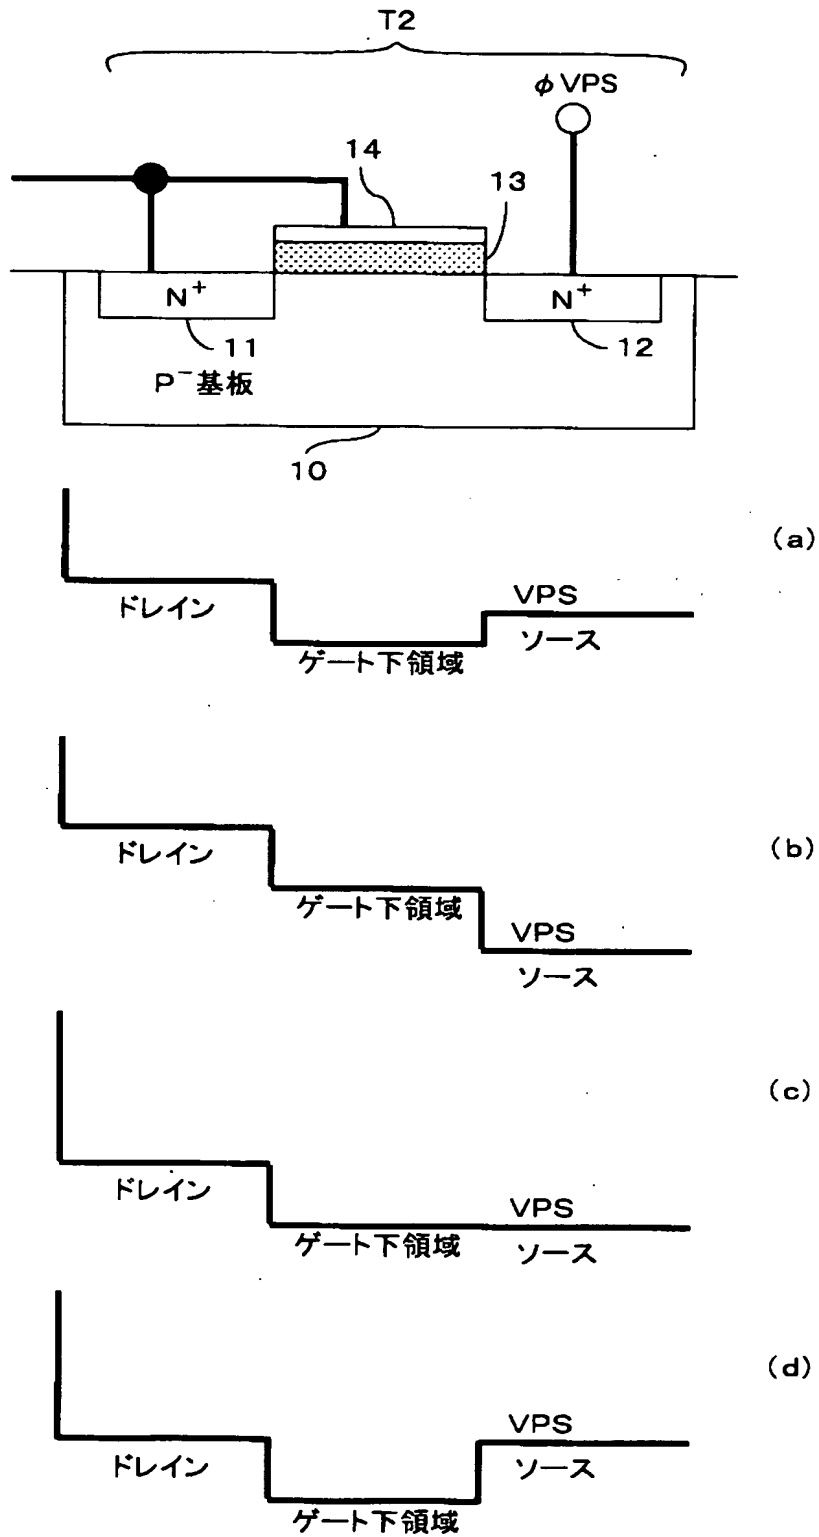 T2
φVPS
14
13
N⁺
N⁺
11
12
P⁻基板
10
(a)
VPS
ドレイン
ソース
ゲート下領域
(b)
ドレイン
ゲート下領域
VPS
ソース
(c)
ドレイン
VPS
ゲート下領域
ソース
(d)
VPS
ドレイン
ソース
ゲート下領域